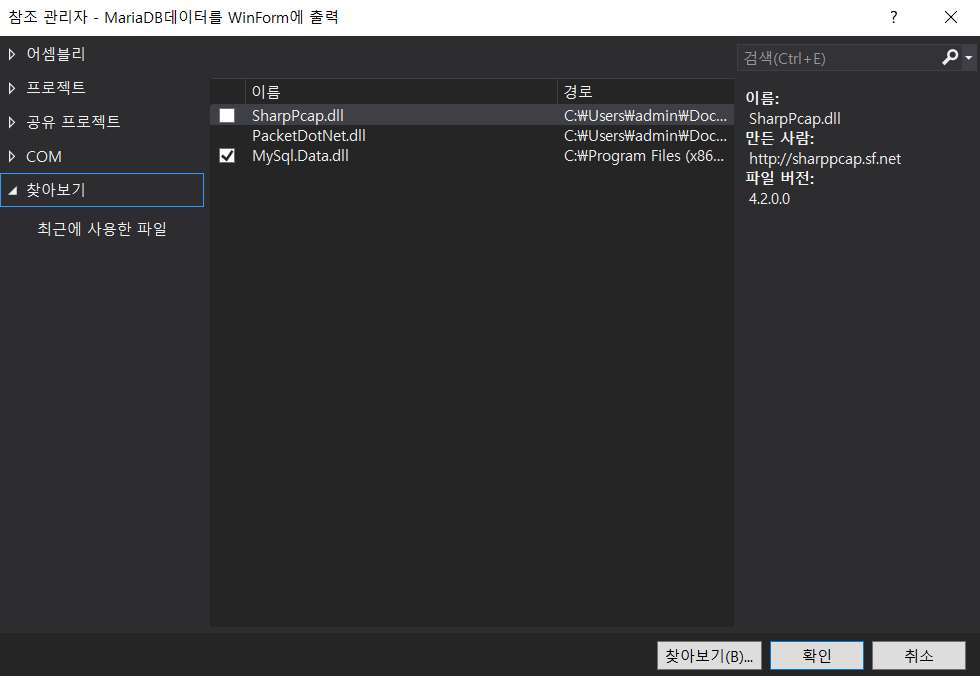 참조 관리자 - MariaDB데이터를 WinForm에 출력
?
어셈블리
프로젝트
공유 프로젝트
COM
찾아보기
최근에 사용한 파일
이름 경로
SharpPcap.dll C:₩Users₩admin₩Doc...
PacketDotNet.dll C:₩Users₩admin₩Doc...
MySql.Data.dll C:₩Program Files (x86...
검색(Ctrl+E)
이름:
SharpPcap.dll
만든 사람:
http://sharppcap.sf.net
파일 버전:
4.2.0.0
찾아보기(B)... 확인 취소